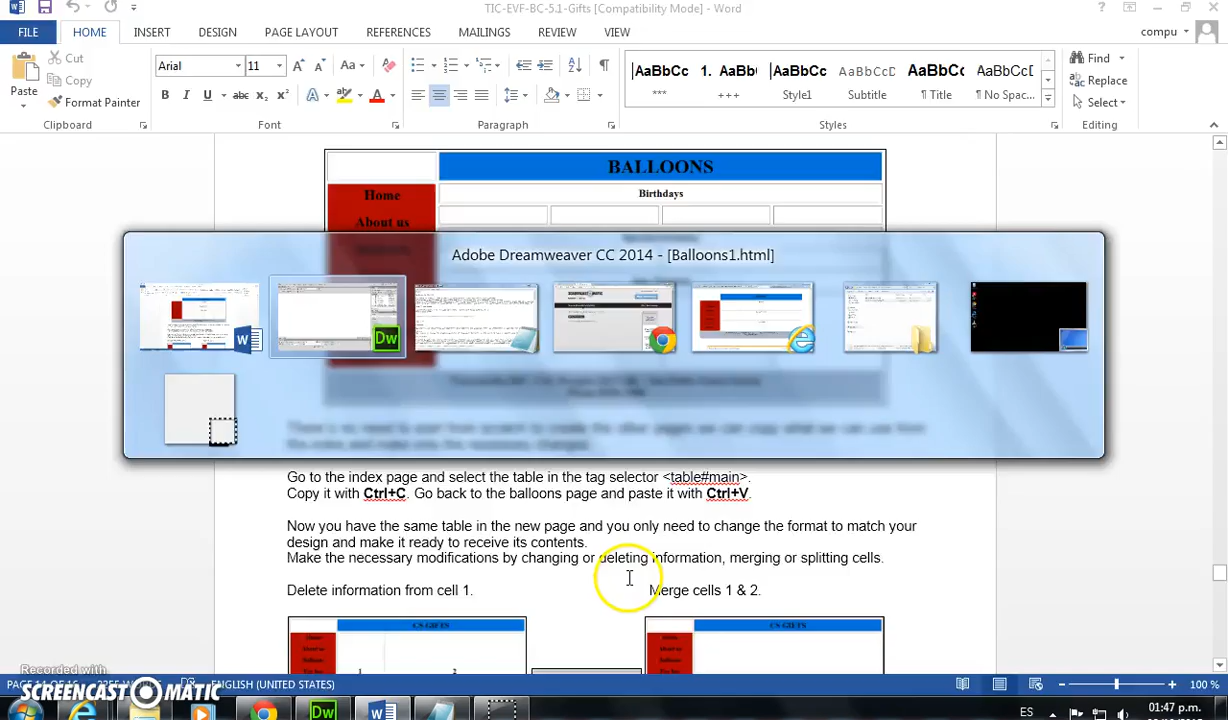 TIC-EVF-BC-5.1-Gifts [Compatibility Mode] - Word
FILE HOME INSERT DESIGN PAGE LAYOUT REFERENCES MAILINGS REVIEW VIEW compu
Paste Cut Copy Format Painter
Arial 11
AaBbCc 1. AaBb( AaBbCc AaBbCcD AaBbCc AaBbCcD
*** +++ Style1 Subtitle ¶ Title ¶ No Spac...
Find Replace Select
Clipboard Font Paragraph Styles Editing
BALLOONS
Home Birthdays
About us
Adobe Dreamweaver CC 2014 - [Balloons1.html]
Go to the index page and select the table in the tag selector <table#main>.
Copy it with Ctrl+C. Go back to the balloons page and paste it with Ctrl+V.
Now you have the same table in the new page and you only need to change the format to match your
design and make it ready to receive its contents.
Make the necessary modifications by changing or deleting information, merging or splitting cells.
Delete information from cell 1. Merge cells 1 & 2.
CS GIFTS CS GIFTS
1 2
Recorded with
SCREENCAST MATIC
ENGLISH (UNITED STATES) 100 %
ES 01:47 p.m.